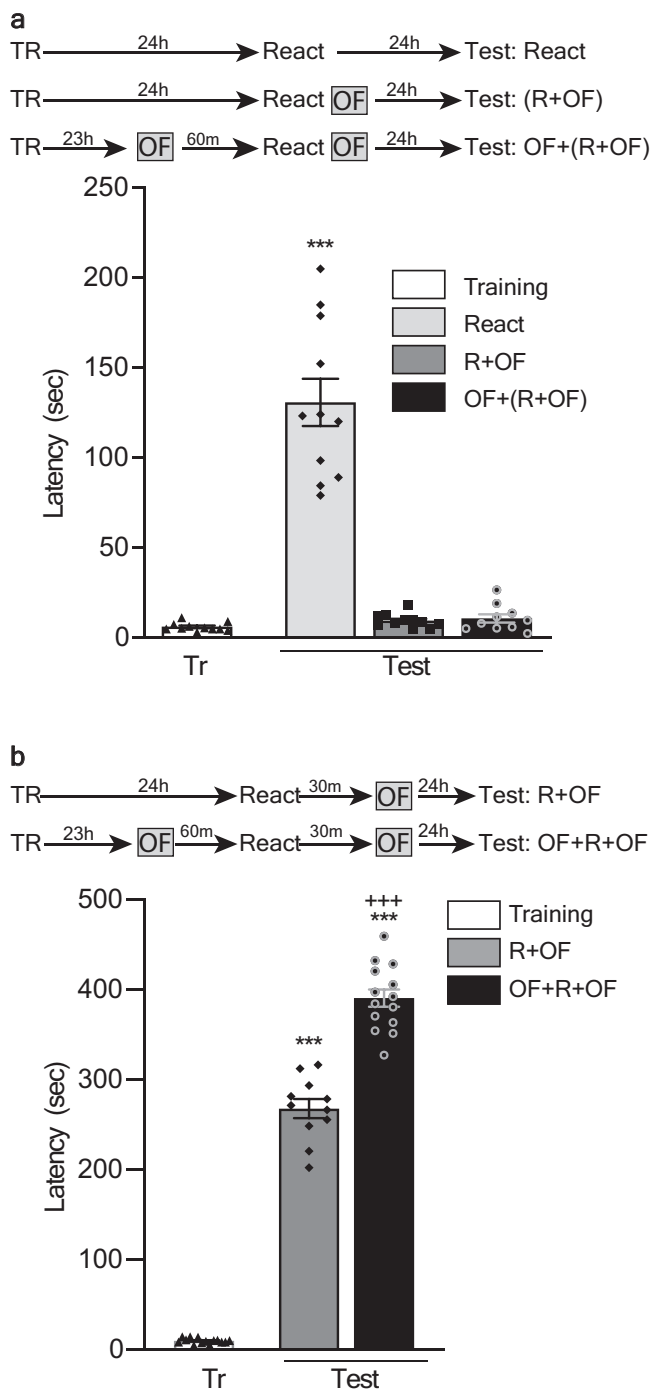 a
TR 24h React 24h Test: React
TR 24h React OF 24h Test: (R+OF)
TR 23h OF 60m React OF 24h Test: OF+(R+OF)
250
200
150
100
50
0
Latency (sec)
***
Training
React
R+OF
OF+(R+OF)
Tr
Test
b
TR 24h React 30m OF 24h Test: R+OF
TR 23h OF 60m React 30m OF 24h Test: OF+R+OF
500
400
300
200
100
0
Latency (sec)
***
+++
***
Training
R+OF
OF+R+OF
Tr
Test